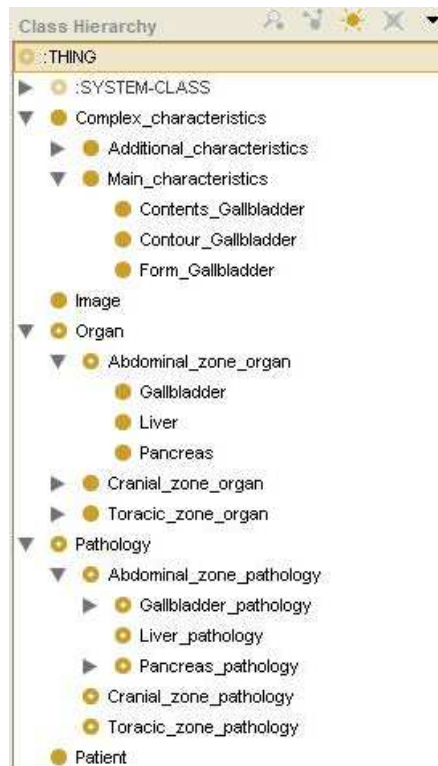 Class Hierarchy
:THING
:SYSTEM-CLASS
Complex_characteristics
Additional_characteristics
Main_characteristics
Contents_Gallbladder
Contour_Gallbladder
Form_Gallbladder
Image
Organ
Abdominal_zone_organ
Gallbladder
Liver
Pancreas
Cranial_zone_organ
Toracic_zone_organ
Pathology
Abdominal_zone_pathology
Gallbladder_pathology
Liver_pathology
Pancreas_pathology
Cranial_zone_pathology
Toracic_zone_pathology
Patient